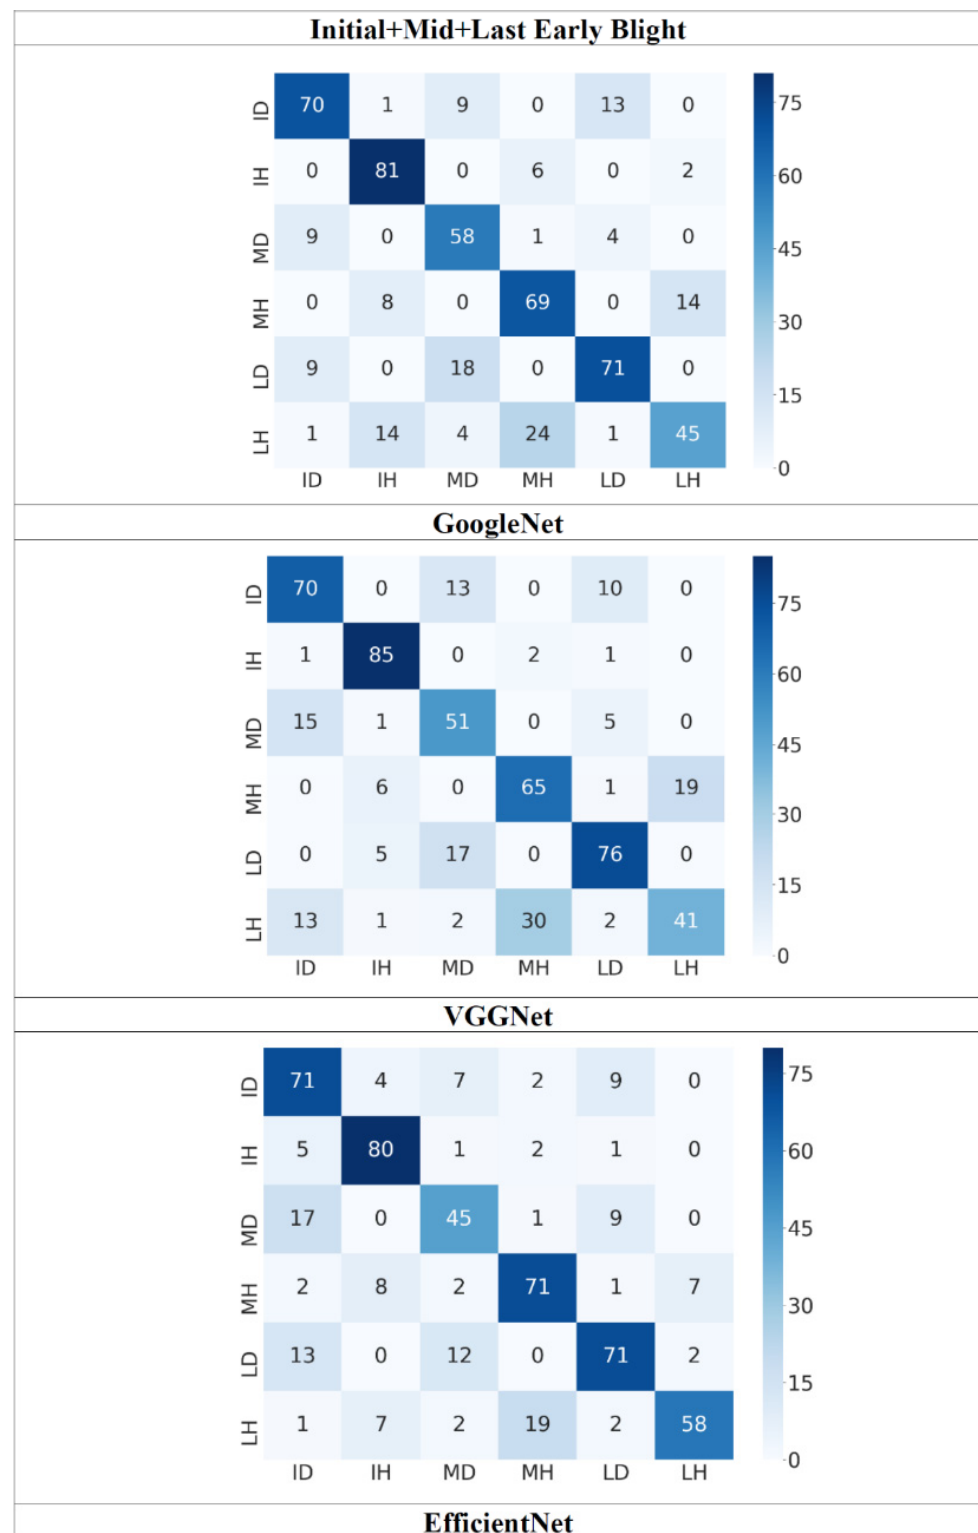 Initial+Mid+Last Early Blight
ID 70 1 9 0 13 0
IH 0 81 0 6 0 2
MD 9 0 58 1 4 0
MH 0 8 0 69 0 14
LD 9 0 18 0 71 0
LH 1 14 4 24 1 45
ID IH MD MH LD LH
75
60
45
30
15
0
GoogleNet
ID 70 0 13 0 10 0
IH 1 85 0 2 1 0
MD 15 1 51 0 5 0
MH 0 6 0 65 1 19
LD 0 5 17 0 76 0
LH 13 1 2 30 2 41
ID IH MD MH LD LH
75
60
45
30
15
0
VGGNet
ID 71 4 7 2 9 0
IH 5 80 1 2 1 0
MD 17 0 45 1 9 0
MH 2 8 2 71 1 7
LD 13 0 12 0 71 2
LH 1 7 2 19 2 58
ID IH MD MH LD LH
75
60
45
30
15
0
EfficientNet